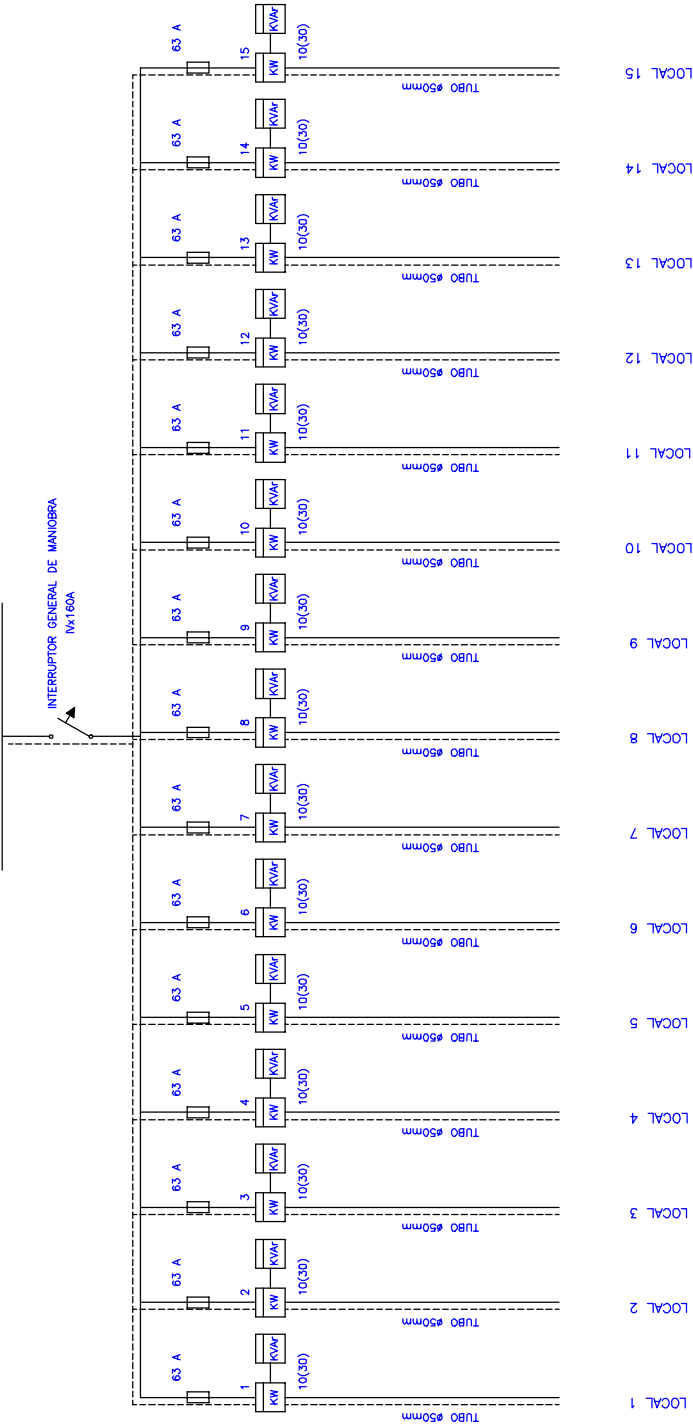 INTERRUPTOR GENERAL DE MANIOBRA
IVx160A
63 A
15
KW
KVAr
10(30)
TUBO ø50mm
LOCAL 15
63 A
14
KW
KVAr
10(30)
TUBO ø50mm
LOCAL 14
63 A
13
KW
KVAr
10(30)
TUBO ø50mm
LOCAL 13
63 A
12
KW
KVAr
10(30)
TUBO ø50mm
LOCAL 12
63 A
11
KW
KVAr
10(30)
TUBO ø50mm
LOCAL 11
63 A
10
KW
KVAr
10(30)
TUBO ø50mm
LOCAL 10
63 A
9
KW
KVAr
10(30)
TUBO ø50mm
LOCAL 9
63 A
8
KW
KVAr
10(30)
TUBO ø50mm
LOCAL 8
63 A
7
KW
KVAr
10(30)
TUBO ø50mm
LOCAL 7
63 A
6
KW
KVAr
10(30)
TUBO ø50mm
LOCAL 6
63 A
5
KW
KVAr
10(30)
TUBO ø50mm
LOCAL 5
63 A
4
KW
KVAr
10(30)
TUBO ø50mm
LOCAL 4
63 A
3
KW
KVAr
10(30)
TUBO ø50mm
LOCAL 3
63 A
2
KW
KVAr
10(30)
TUBO ø50mm
LOCAL 2
63 A
1
KW
KVAr
10(30)
TUBO ø50mm
LOCAL 1